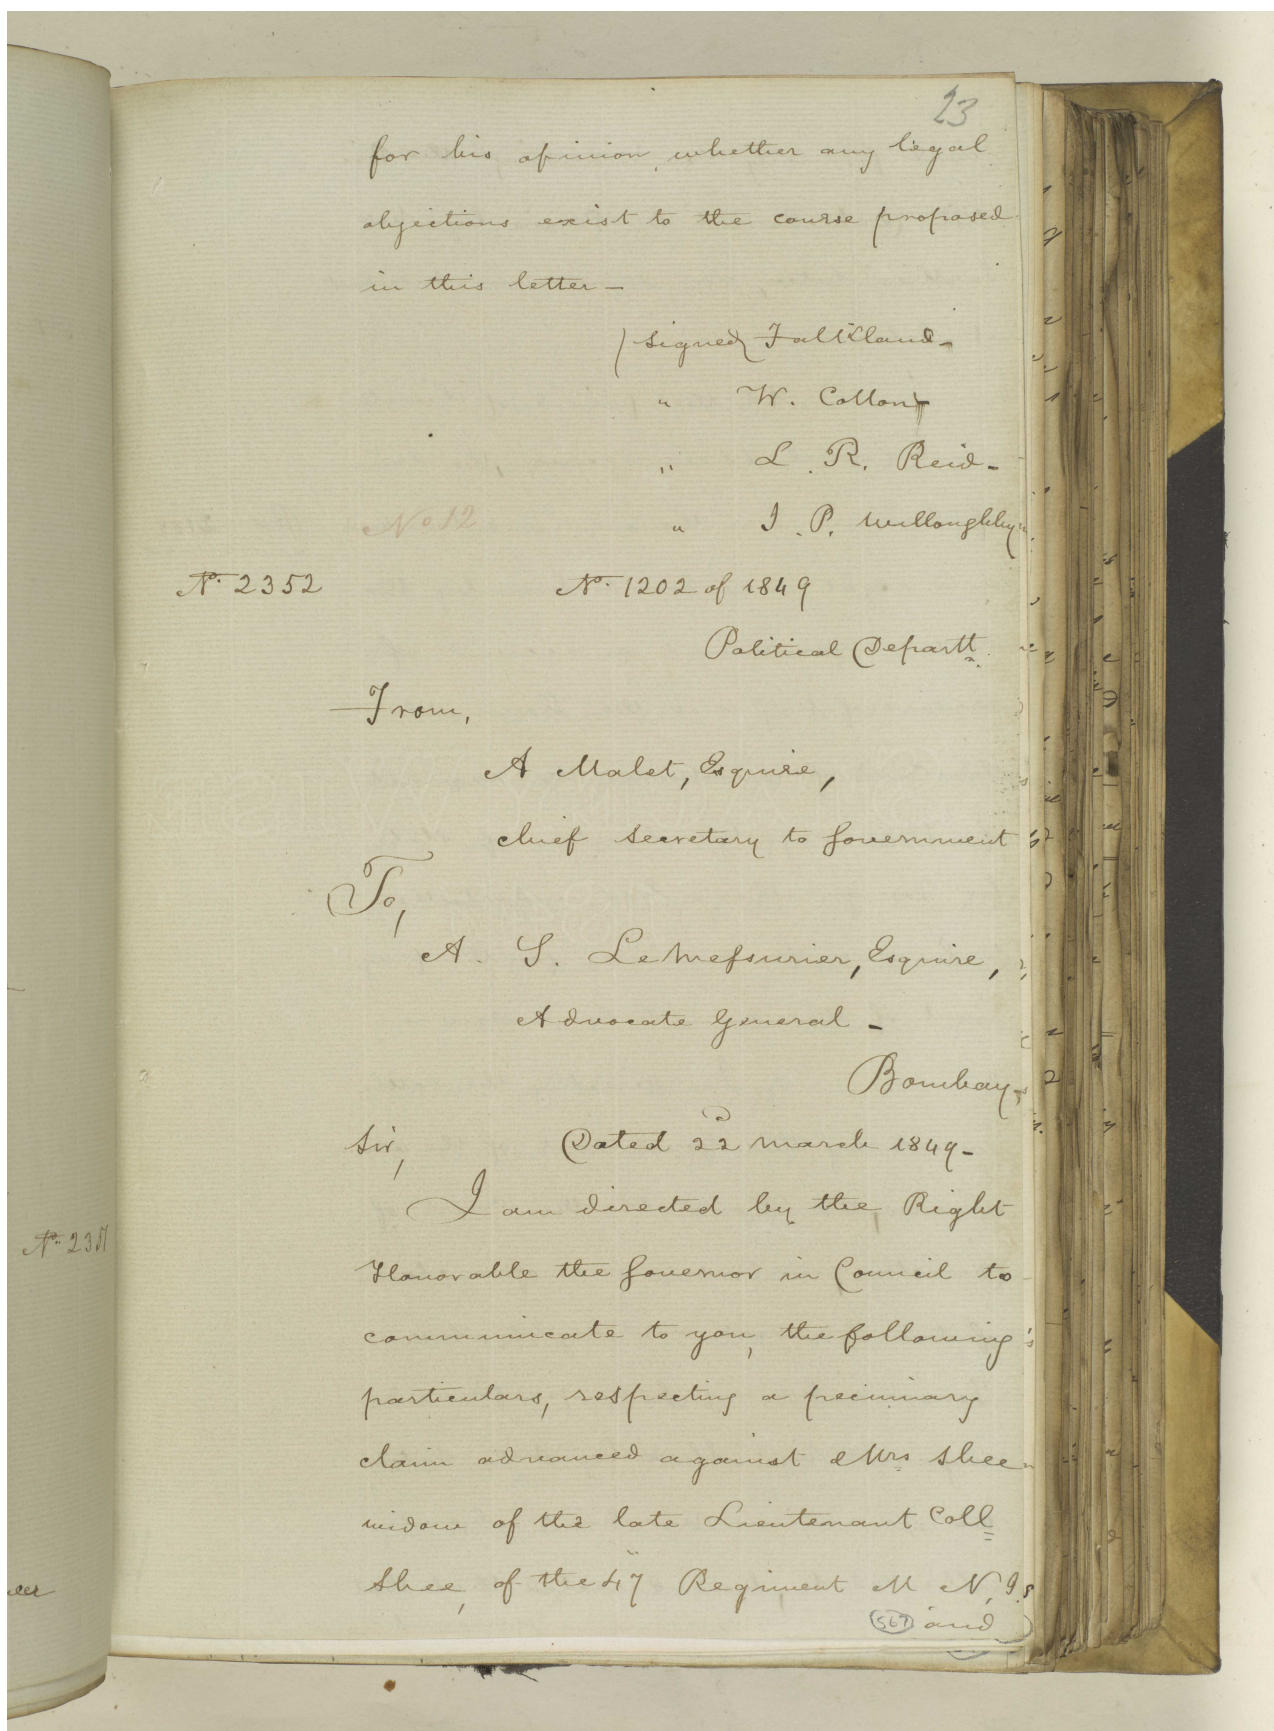 23
for his opinion, whether any legal
objections exist to the course proposed
in this letter —
(signed) Falkland -
" W. Cotton
" L. R. Reid -
No 12 " J. P. Willoughby
No. 2352 No. 1202 of 1849
Political Departt.
From,
A Malet, Esquire,
Chief Secretary to Government
To,
A. S. LeMessurier, Esquire,
Advocate General -
Bombay -
Sir, Dated 22d March 1849 -
I am directed by the Right
Honorable the Governor in Council to
communicate to you, the following
particulars, respecting a pecuniary
claim advanced against Mrs Shee
widow of the late Lieutenant Coll
Shee, of the 47 Regiment M N, I.
(567) and